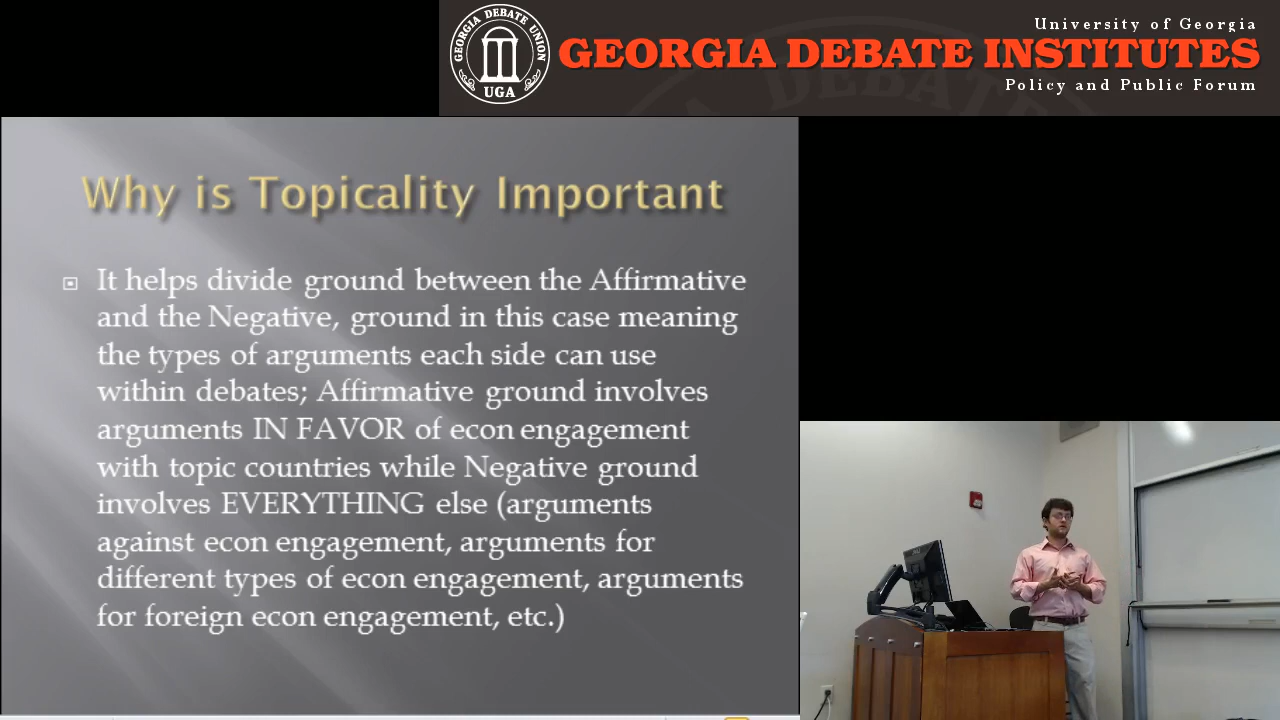 GEORGIA DEBATE UNION
UGA
University of Georgia
GEORGIA DEBATE INSTITUTES
Policy and Public Forum
Why is Topicality Important
It helps divide ground between the Affirmative
and the Negative, ground in this case meaning
the types of arguments each side can use
within debates; Affirmative ground involves
arguments IN FAVOR of econ engagement
with topic countries while Negative ground
involves EVERYTHING else (arguments
against econ engagement, arguments for
different types of econ engagement, arguments
for foreign econ engagement, etc.)